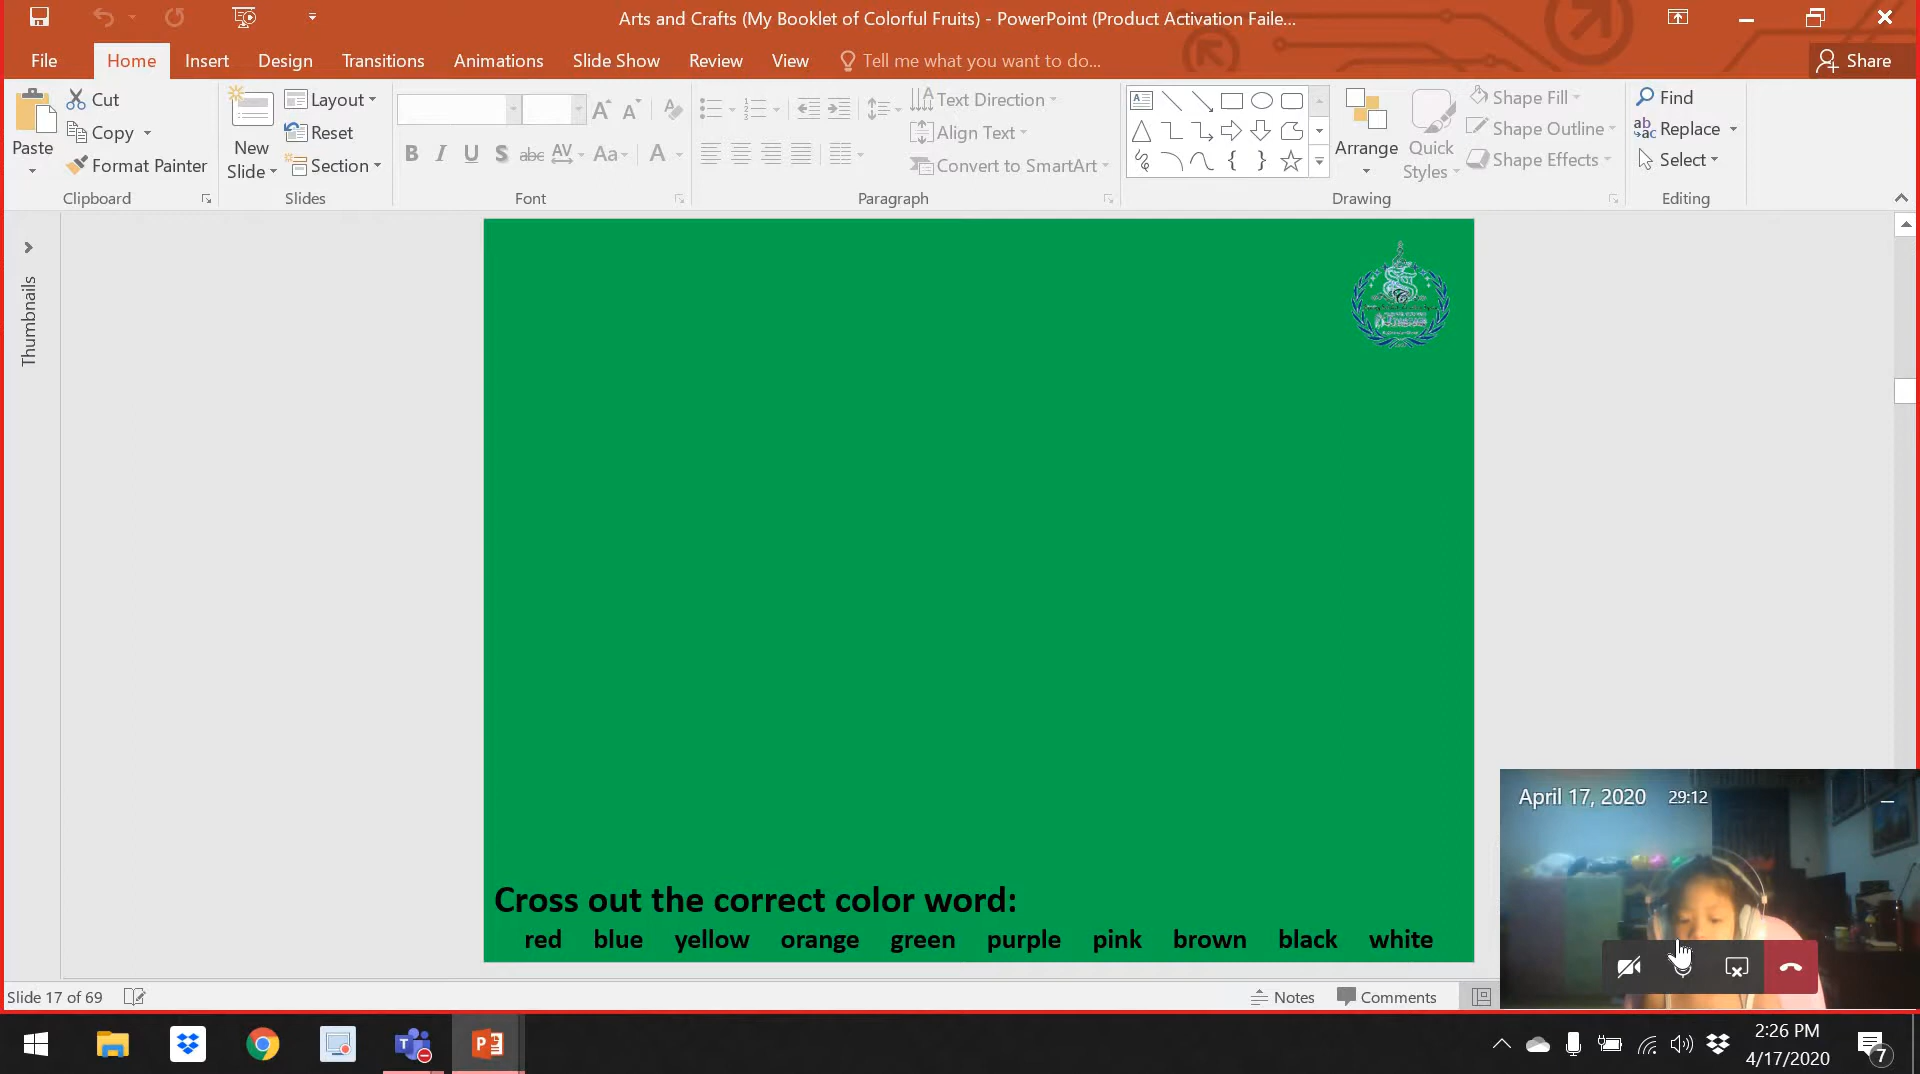 Arts and Crafts (My Booklet of Colorful Fruits) - PowerPoint (Product Activation Faile...
File Home Insert Design Transitions Animations Slide Show Review View Tell me what you want to do... Share
Paste
Cut
Copy
Format Painter
Clipboard
New Slide
Layout
Reset
Section
Slides
B I U S abc AV Aa A
Font
Text Direction
Align Text
Convert to SmartArt
Paragraph
Arrange
Quick Styles
Shape Fill
Shape Outline
Shape Effects
Drawing
Find
Replace
Select
Editing
Thumbnails
Cross out the correct color word:
red blue yellow orange green purple pink brown black white
April 17, 2020 29:12
Slide 17 of 69
Notes Comments
2:26 PM
4/17/2020
7